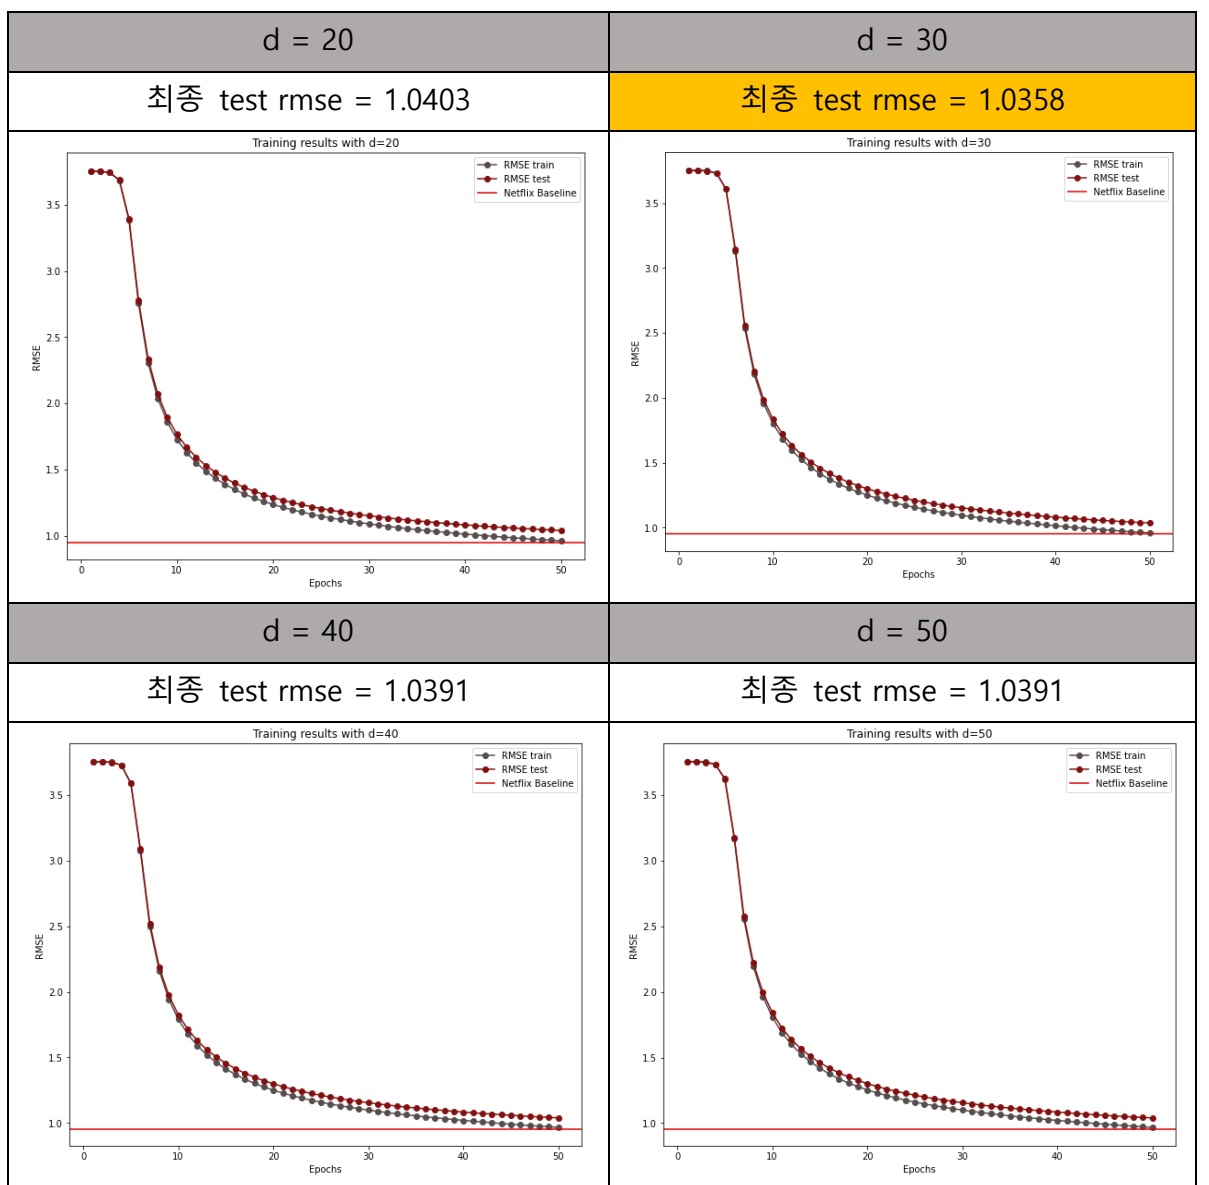 d = 20
d = 30
최종 test rmse = 1.0403
최종 test rmse = 1.0358
Training results with d=20
RMSE train
RMSE test
Netflix Baseline
3.5
3.0
2.5
2.0
1.5
1.0
RMSE
0
10
20
30
40
50
Epochs
Training results with d=30
RMSE train
RMSE test
Netflix Baseline
3.5
3.0
2.5
2.0
1.5
1.0
RMSE
0
10
20
30
40
50
Epochs
d = 40
d = 50
최종 test rmse = 1.0391
최종 test rmse = 1.0391
Training results with d=40
RMSE train
RMSE test
Netflix Baseline
3.5
3.0
2.5
2.0
1.5
1.0
RMSE
0
10
20
30
40
50
Epochs
Training results with d=50
RMSE train
RMSE test
Netflix Baseline
3.5
3.0
2.5
2.0
1.5
1.0
RMSE
0
10
20
30
40
50
Epochs